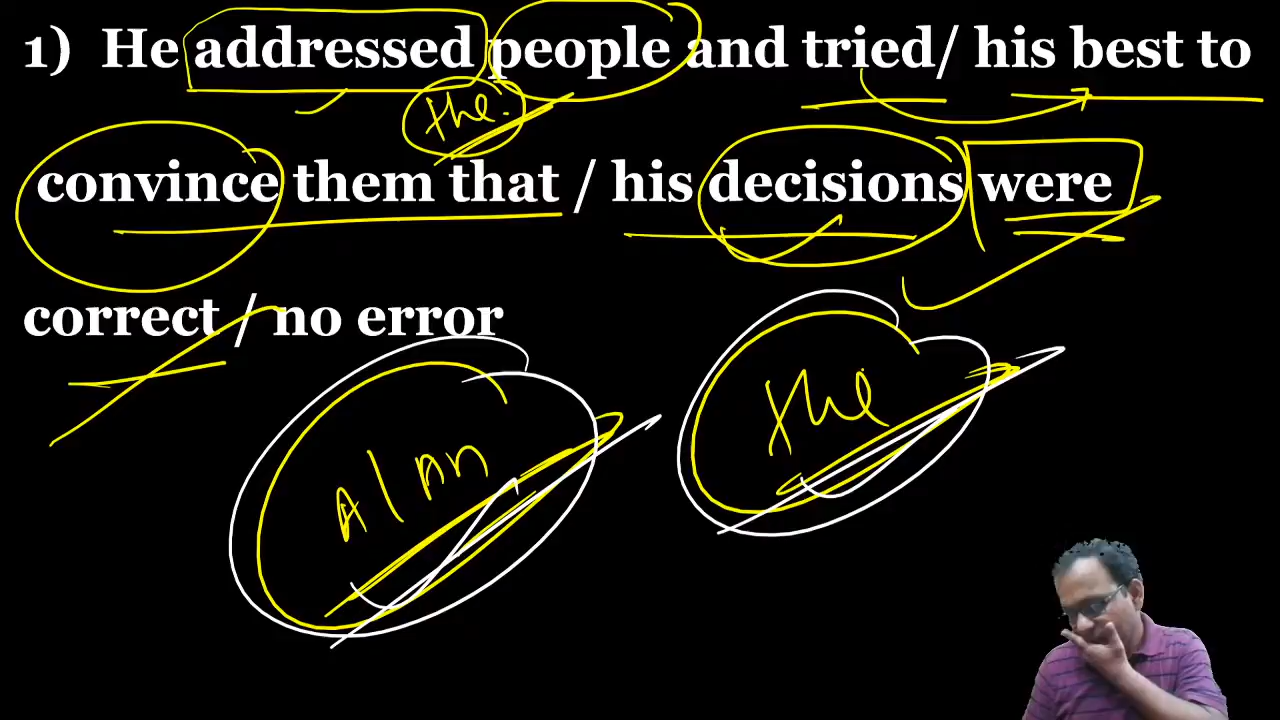 1) He addressed people and tried/ his best to
the.
convince them that / his decisions were
correct / no error
A/An
the